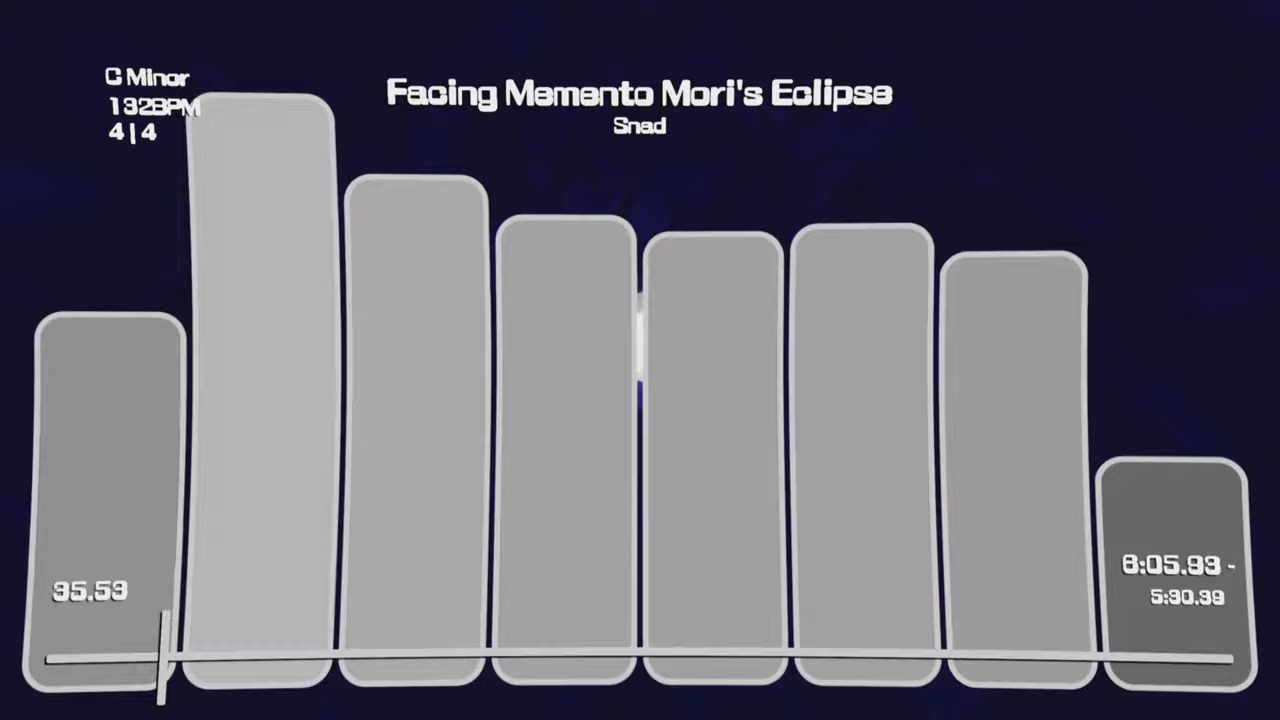 C Minor
132BPM
4|4
Facing Memento Mori's Eclipse
Snad
35.53
6:05.93 -
5:30.39